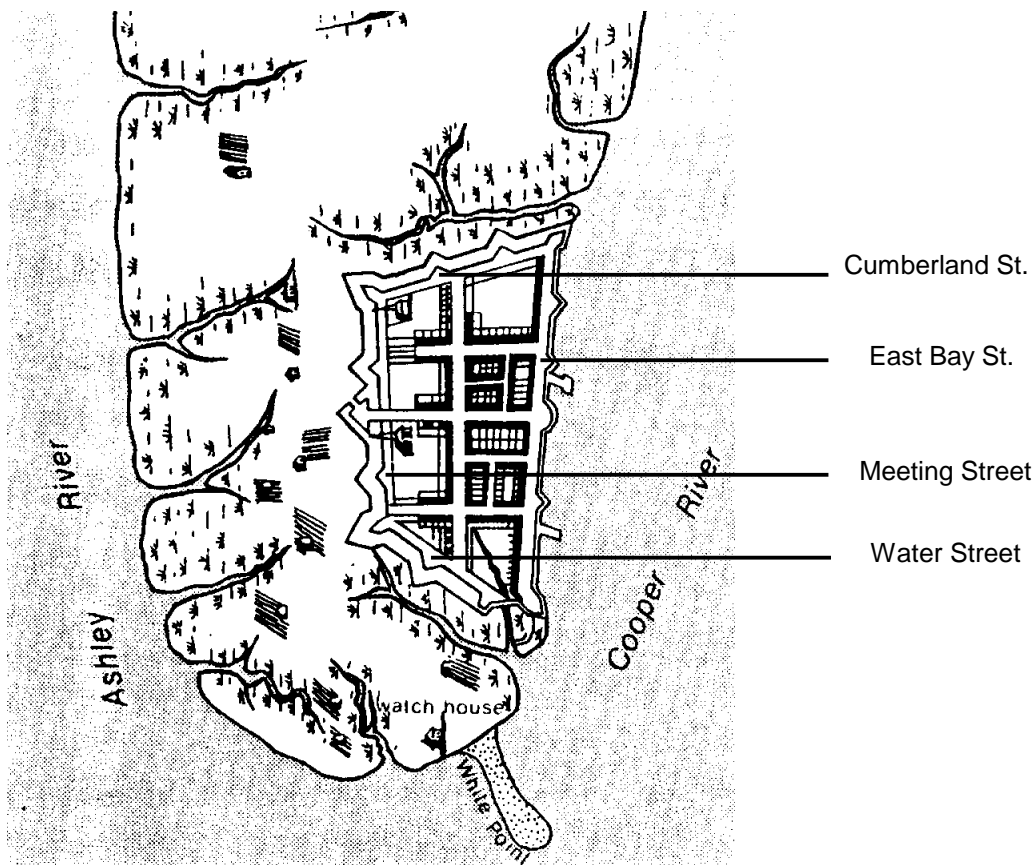 Cumberland St.
East Bay St.
Meeting Street
Water Street
Ashley River
Cooper River
watch house
White Point